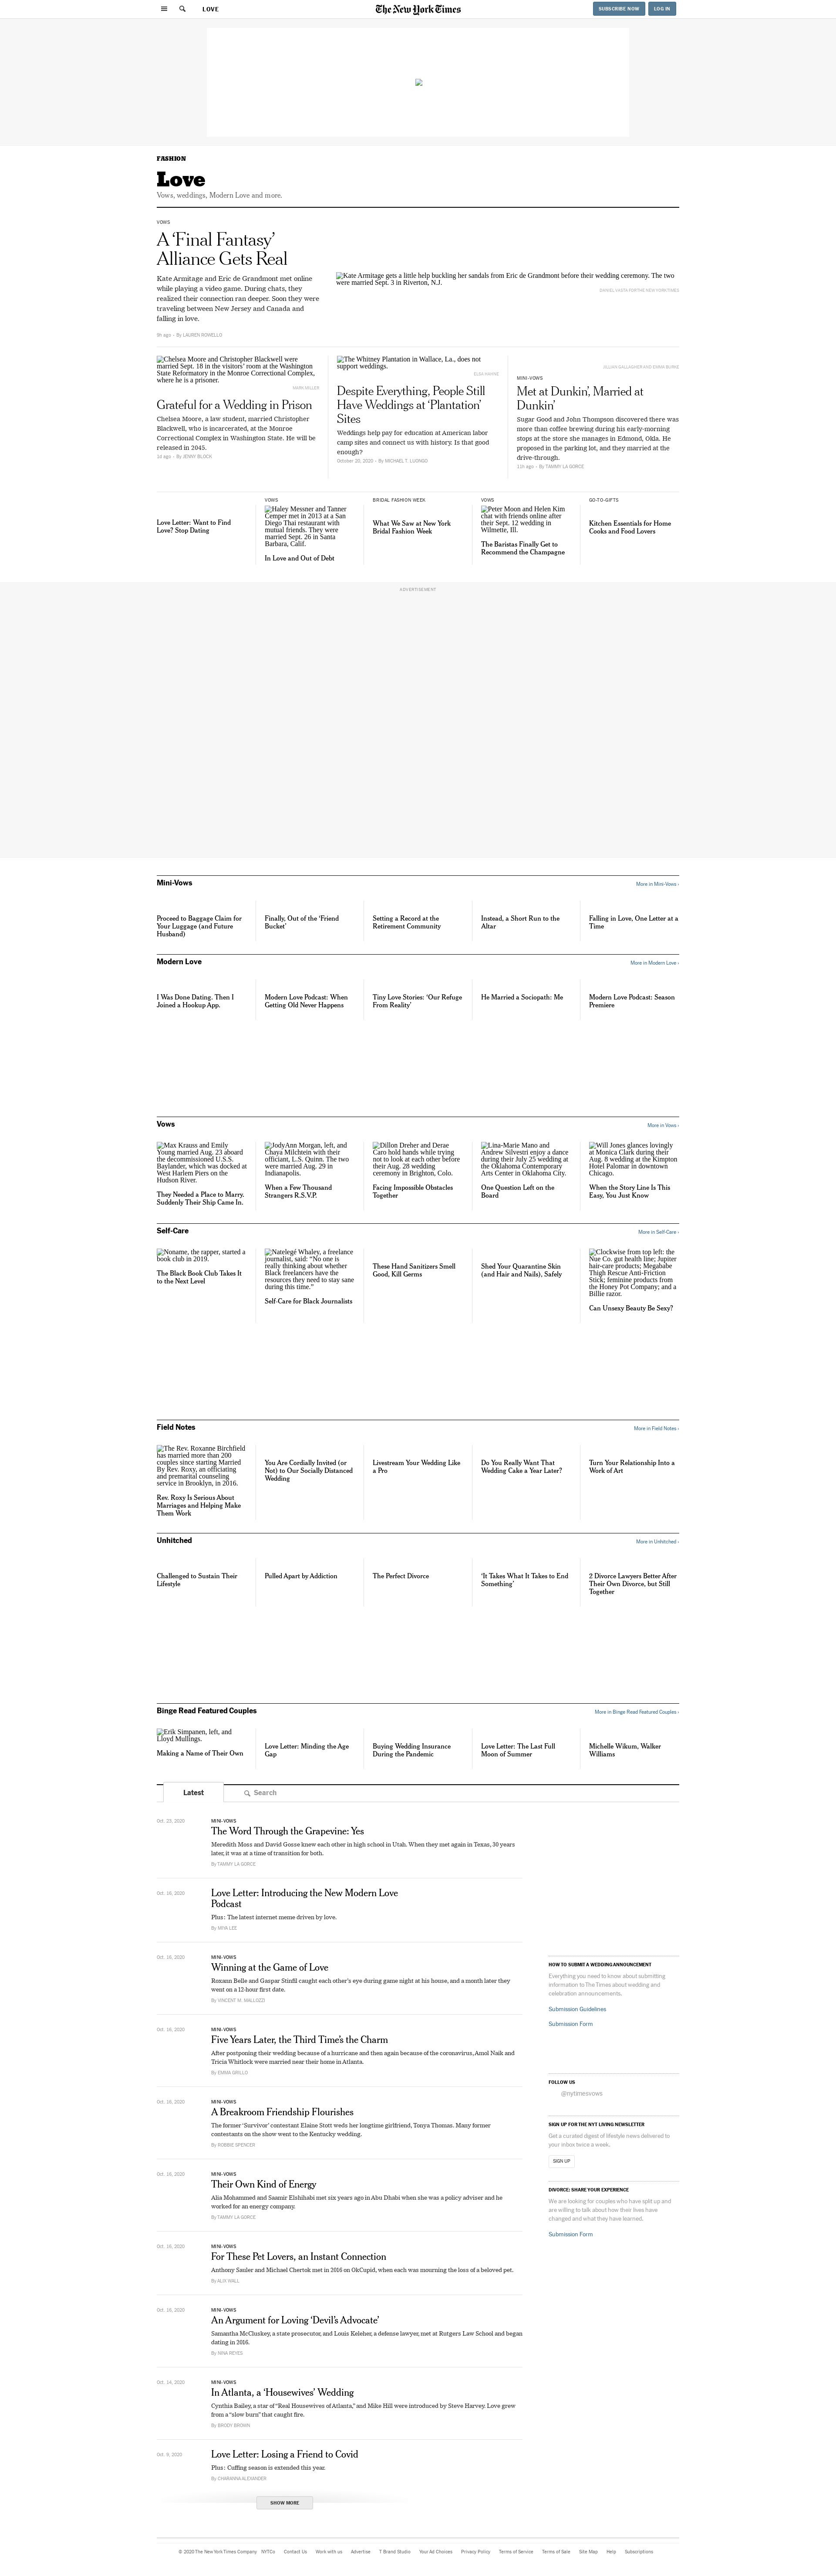 LOVE
The New York Times
SUBSCRIBE NOW
LOG IN
FASHION
Love
Vows, weddings, Modern Love and more.
VOWS
A ‘Final Fantasy’
Alliance Gets Real
Kate Armitage and Eric de Grandmont met online
while playing a video game. During chats, they
realized their connection ran deeper. Soon they were
traveling between New Jersey and Canada and
falling in love.
9h ago - By LAUREN ROWELLO
Kate Armitage gets a little help buckling her sandals from Eric de Grandmont before their wedding ceremony. The two
were married Sept. 3 in Riverton, N.J.
Chelsea Moore and Christopher Blackwell were
married Sept. 18 in the visitors’ room at the Washington
State Reformatory in the Monroe Correctional Complex,
where he is a prisoner.
Grateful for a Wedding in Prison
Chelsea Moore, a law student, married Christopher
Blackwell, who is incarcerated, at the Monroe
Correctional Complex in Washington State. He will be
released in 2045.
1d ago - By JENNY BLOCK
The Whitney Plantation in Wallace, La., does not
support weddings.
Despite Everything, People Still
Have Weddings at ‘Plantation’
Sites
Weddings help pay for education at American labor
camp sites and connect us with history. Is that good
enough?
October 20, 2020 - By MICHAEL T. LUONGO
JILLIAN GALLAGHER AND EMMA BURKE
MINI-VOWS
Met at Dunkin’, Married at
Dunkin’
Sugar Good and John Thompson discovered there was
more than coffee brewing during his early-morning
stops at the store she manages in Edmond, Okla. He
proposed in the parking lot, and they married at the
drive-through.
11h ago - By TAMMY LA GORCE
Love Letter: Want to Find
Love? Stop Dating
VOWS
Haley Messner and Tanner
Cemper met in 2013 at a San
Diego Thai restaurant with
mutual friends. They were
married Sept. 26 in Santa
Barbara, Calif.
In Love and Out of Debt
BRIDAL FASHION WEEK
What We Saw at New York
Bridal Fashion Week
VOWS
Peter Moon and Helen Kim
chat with friends online after
their Sept. 12 wedding in
Wilmette, Ill.
The Baristas Finally Get to
Recommend the Champagne
GO-TO-GIFTS
Kitchen Essentials for Home
Cooks and Food Lovers
ADVERTISEMENT
Mini-Vows
More in Mini-Vows ›
Proceed to Baggage Claim for
Your Luggage (and Future
Husband)
Finally, Out of the ‘Friend
Bucket’
Setting a Record at the
Retirement Community
Instead, a Short Run to the
Altar
Falling in Love, One Letter at a
Time
Modern Love
More in Modern Love ›
I Was Done Dating. Then I
Joined a Hookup App.
Modern Love Podcast: When
Getting Old Never Happens
Tiny Love Stories: ‘Our Refuge
From Reality’
He Married a Sociopath: Me
Modern Love Podcast: Season
Premiere
Vows
More in Vows ›
Max Krauss and Emily
Young married Aug. 23 aboard
the decommissioned U.S.S.
Baylander, which was docked at
West Harlem Piers on the
Hudson River.
They Needed a Place to Marry.
Suddenly Their Ship Came In.
JodyAnn Morgan, left, and
Chaya Milchtein with their
officiant, L.S. Quinn. The two
were married Aug. 29 in
Indianapolis.
When a Few Thousand
Strangers R.S.V.P.
Dillon Dreher and Derae
Caro hold hands while trying
not to look at each other before
their Aug. 28 wedding
ceremony in Brighton, Colo.
Facing Impossible Obstacles
Together
Lina-Marie Mano and
Andrew Silvestri enjoy a dance
during their July 25 wedding at
the Oklahoma Contemporary
Arts Center in Oklahoma City.
One Question Left on the
Board
Will Jones glances lovingly
at Monica Clark during their
Aug. 8 wedding at the Kimpton
Hotel Palomar in downtown
Chicago.
When the Story Line Is This
Easy, You Just Know
Self-Care
More in Self-Care ›
Noname, the rapper, started a
book club in 2019.
The Black Book Club Takes It
to the Next Level
Natelegé Whaley, a freelance
journalist, said: “No one is
really thinking about whether
Black freelancers have the
resources they need to stay sane
during this time.”
Self-Care for Black Journalists
These Hand Sanitizers Smell
Good, Kill Germs
Shed Your Quarantine Skin
(and Hair and Nails), Safely
Clockwise from top left: the
Nue Co. gut health line; Jupiter
hair-care products; Megababe
Thigh Rescue Anti-Friction
Stick; feminine products from
the Honey Pot Company; and a
Billie razor.
Can Unsexy Beauty Be Sexy?
Field Notes
More in Field Notes ›
The Rev. Roxanne Birchfield
has married more than 200
couples since starting Married
By Rev. Roxy, an officiating
and premarital counseling
service in Brooklyn, in 2016.
Rev. Roxy Is Serious About
Marriages and Helping Make
Them Work
You Are Cordially Invited (or
Not) to Our Socially Distanced
Wedding
Livestream Your Wedding Like
a Pro
Do You Really Want That
Wedding Cake a Year Later?
Turn Your Relationship Into a
Work of Art
Unhitched
More in Unhitched ›
Challenged to Sustain Their
Lifestyle
Pulled Apart by Addiction
The Perfect Divorce
‘It Takes What It Takes to End
Something’
2 Divorce Lawyers Better After
Their Own Divorce, but Still
Together
Binge Read Featured Couples
More in Binge Read Featured Couples ›
Erik Simpanen, left, and
Lloyd Mullings.
Making a Name of Their Own
Love Letter: Minding the Age
Gap
Buying Wedding Insurance
During the Pandemic
Love Letter: The Last Full
Moon of Summer
Michelle Wikum, Walker
Williams
Latest
Search
Oct. 23, 2020
MINI-VOWS
The Word Through the Grapevine: Yes
Meredith Moss and David Gosse knew each other in high school in Utah. When they met again in Texas, 30 years
later, it was at a time of transition for both.
By TAMMY LA GORCE
Oct. 16, 2020
Love Letter: Introducing the New Modern Love
Podcast
Plus: The latest internet meme driven by love.
By MIYA LEE
Oct. 16, 2020
MINI-VOWS
Winning at the Game of Love
Roxann Belle and Gaspar Stinfil caught each other’s eye during game night at his house, and a month later they
went on a 12-hour first date.
By VINCENT M. MALLOZZI
Oct. 16, 2020
MINI-VOWS
Five Years Later, the Third Time’s the Charm
After postponing their wedding because of a hurricane and then again because of the coronavirus, Amol Naik and
Tricia Whitlock were married near their home in Atlanta.
By EMMA GRILLO
Oct. 16, 2020
MINI-VOWS
A Breakroom Friendship Flourishes
The former ‘Survivor’ contestant Elaine Stott weds her longtime girlfriend, Tonya Thomas. Many former
contestants on the show went to the Kentucky wedding.
By ROBBIE SPENCER
Oct. 16, 2020
MINI-VOWS
Their Own Kind of Energy
Alia Mohammed and Saamir Elshihabi met six years ago in Abu Dhabi when she was a policy adviser and he
worked for an energy company.
By TAMMY LA GORCE
Oct. 16, 2020
MINI-VOWS
For These Pet Lovers, an Instant Connection
Anthony Sauler and Michael Chertok met in 2016 on OkCupid, when each was mourning the loss of a beloved pet.
By ALIX WALL
Oct. 16, 2020
MINI-VOWS
An Argument for Loving ‘Devil’s Advocate’
Samantha McCluskey, a state prosecutor, and Louis Keleher, a defense lawyer, met at Rutgers Law School and began
dating in 2016.
By NINA REYES
Oct. 14, 2020
MINI-VOWS
In Atlanta, a ‘Housewives’ Wedding
Cynthia Bailey, a star of “Real Housewives of Atlanta,” and Mike Hill were introduced by Steve Harvey. Love grew
from a “slow burn” that caught fire.
By BRODY BROWN
Oct. 9, 2020
Love Letter: Losing a Friend to Covid
Plus: Cuffing season is extended this year.
By CHARANNA ALEXANDER
SHOW MORE
HOW TO SUBMIT A WEDDING ANNOUNCEMENT
Everything you need to know about submitting
information to The Times about wedding and
celebration announcements.
Submission Guidelines
Submission Form
FOLLOW US
@nytimesvows
SIGN UP FOR THE NYT LIVING NEWSLETTER
Get a curated digest of lifestyle news delivered to
your inbox twice a week.
SIGN UP
DIVORCE: SHARE YOUR EXPERIENCE
We are looking for couples who have split up and
are willing to talk about how their lives have
changed and what they have learned.
Submission Form
© 2020 The New York Times Company
NYTCo
Contact Us
Work with us
Advertise
T Brand Studio
Your Ad Choices
Privacy Policy
Terms of Service
Terms of Sale
Site Map
Help
Subscriptions